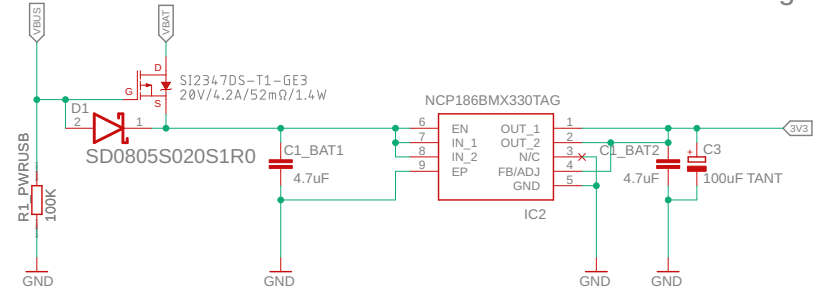 VBUS
VBAT
D
G
S
SI2347DS-T1-GE3
20V/4.2A/52mΩ/1.4W
D1
2
1
SD0805S020S1R0
R1_PWRUSB
100K
GND
C1_BAT1
4.7uF
GND
NCP186BMX330TAG
6 EN OUT_1 1
7 IN_1 OUT_2 2
8 IN_2 N/C 3
9 EP FB/ADJ 4
GND 5
IC2
GND
C1_BAT2
4.7uF
GND
+
C3
100uF TANT
3V3